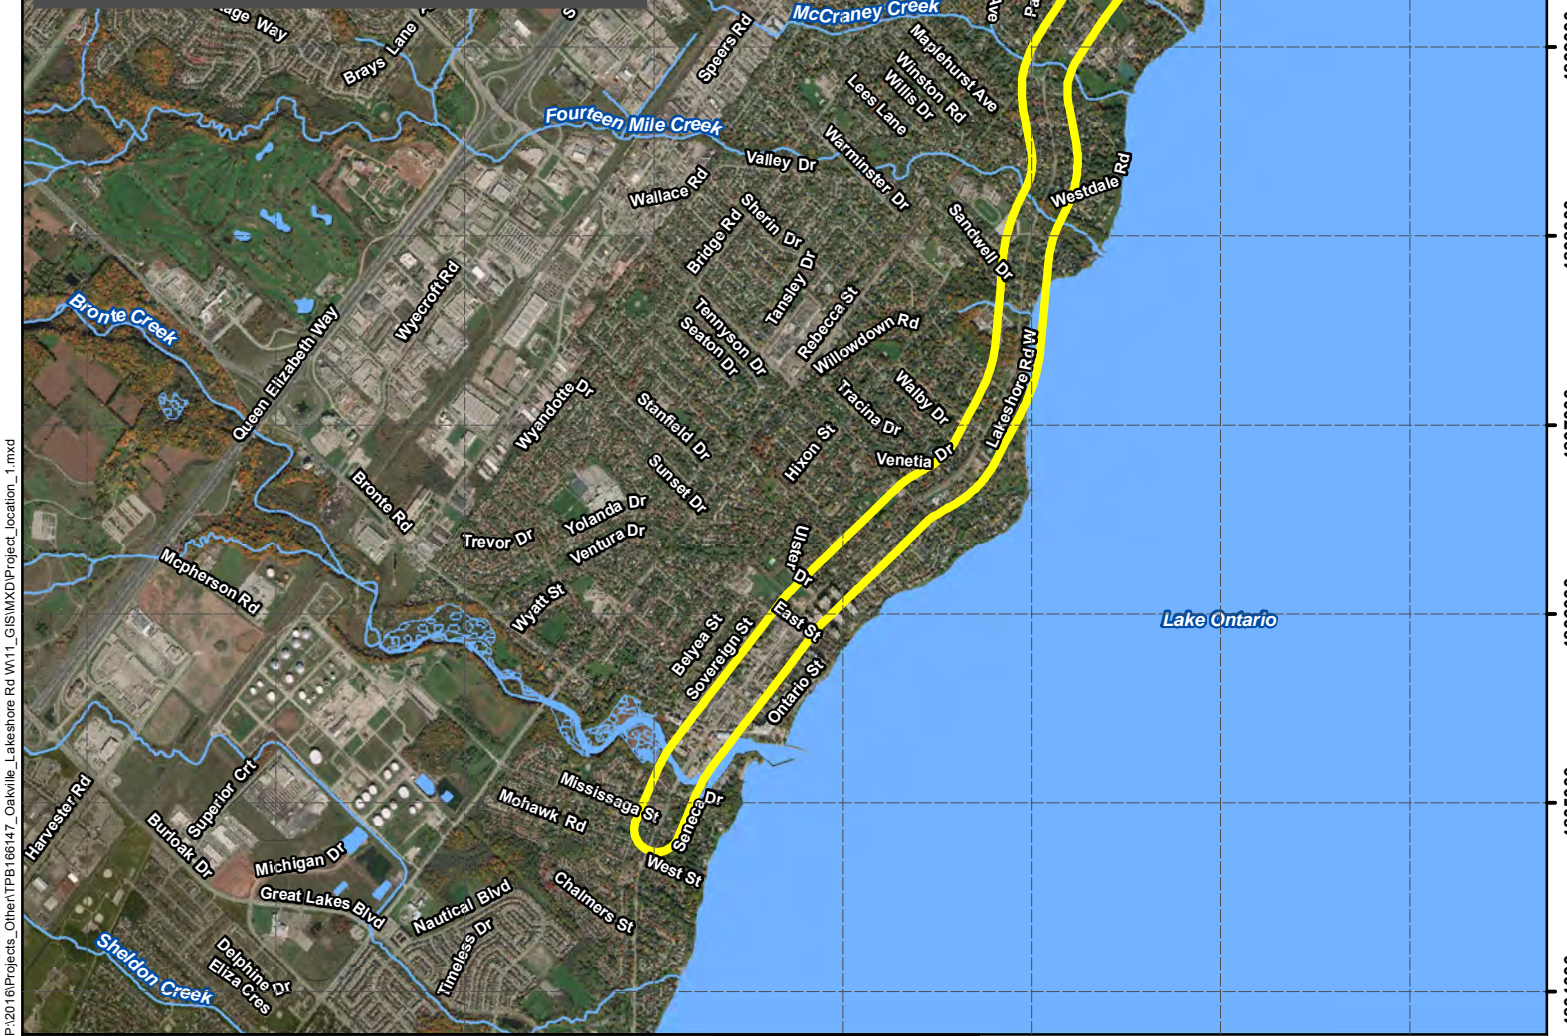 McCraney Creek
Brays Lane
Speers Rd
Maplehurst Ave
Winston Rd
Willis Dr
Lees Lane
Fourteen Mile Creek
Warminster Dr
Valley Dr
Wallace Rd
Westdale Rd
Sherin Dr
Bridge Rd
Sandwell Dr
Tansley Dr
Wyecroft Rd
Bronte Creek
Rebecca St
Tennyson Dr
Seaton Dr
Willowdown Rd
Queen Elizabeth Way
Lakeshore Rd W
Walby Dr
Tracina Dr
Wyandotte Dr
Stanfield Dr
Hixon St
Venetia Dr
Sunset Dr
Bronte Rd
Yolanda Dr
Trevor Dr
Ventura Dr
Ulster Dr
Mcpherson Rd
Wyatt St
East St
Lake Ontario
Belyea St
Sovereign St
Ontario St
Superior Crt
Harvester Rd
Mississaga St
Mohawk Rd
Seneca Dr
Burloak Dr
Michigan Dr
West St
Great Lakes Blvd
Nautical Blvd
Chalmers St
Timeless Dr
Sheldon Creek
Delphine Dr
Eliza Cres
P:\2016\Projects_Other\TPB166147_Oakville_Lakeshore Rd W\11_GIS\MXD\Project_location_1.mxd